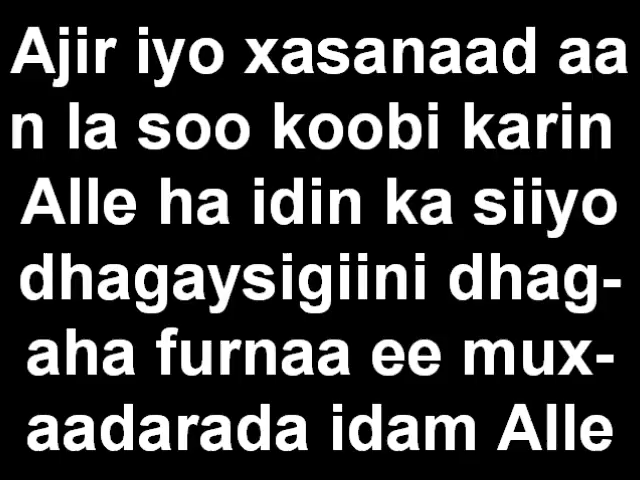 Ajir iyo xasanaad aa
n la soo koobi karin
Alle ha idin ka siiyo
dhagaysigiini dhag-
aha furnaa ee mux-
aadarada idam Alle